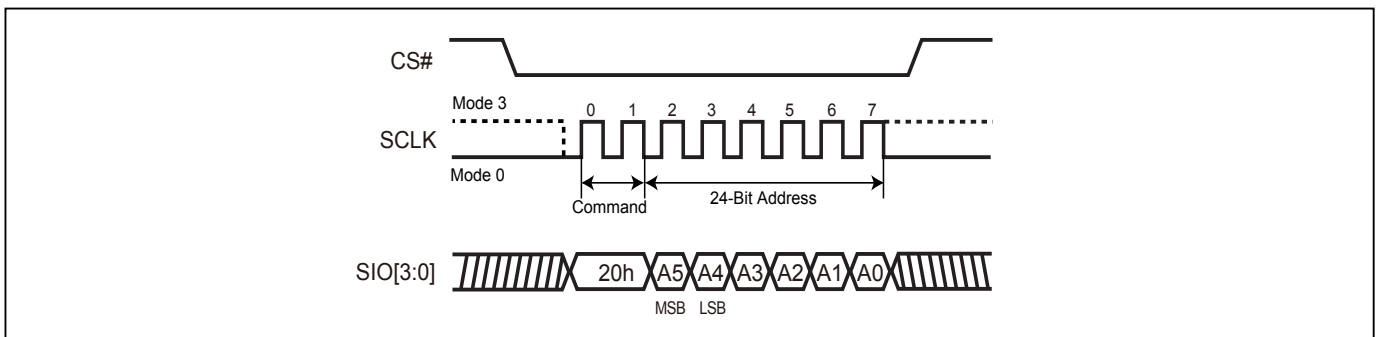 CS#
Mode 3
0 1 2 3 4 5 6 7
SCLK
Mode 0
Command
24-Bit Address
SIO[3:0]
20h A5 A4 A3 A2 A1 A0
MSB LSB